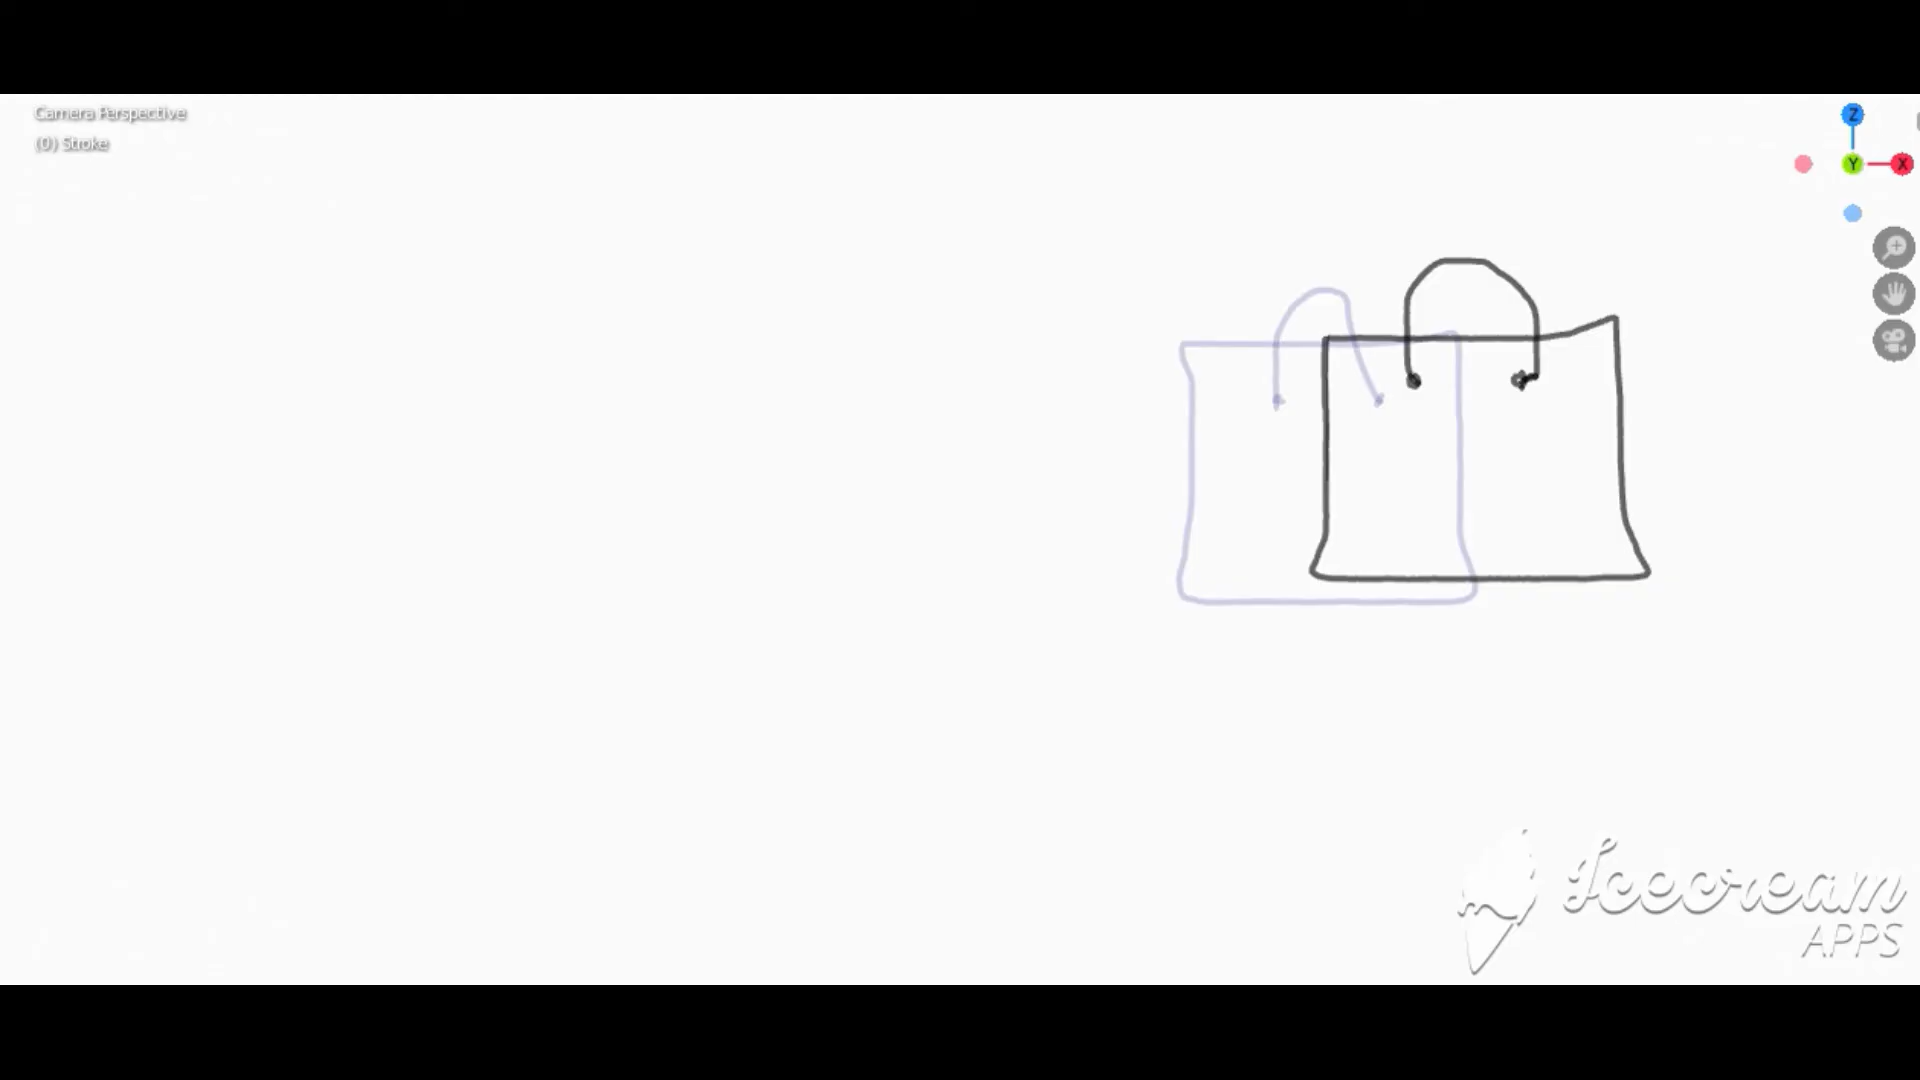 Camera Perspective
(0) Stroke
Z
Y
X
Icecream
APPS